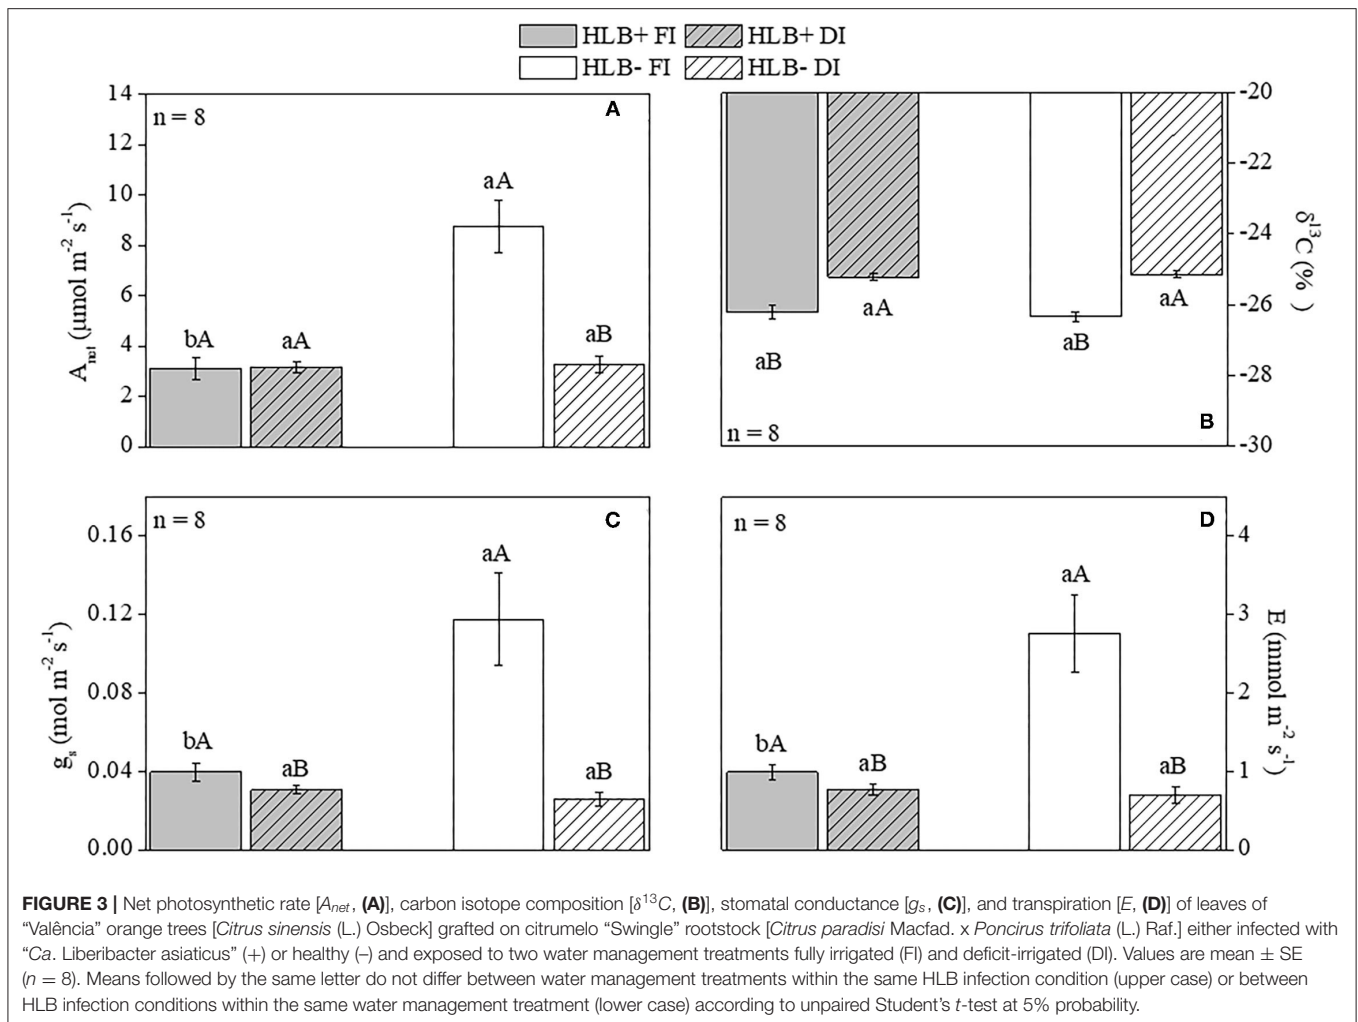 HLB+ FI HLB+ DI
HLB- FI HLB- DI
14
12
10
8
6
4
2
0
A_net (μmol m⁻² s⁻¹)
n = 8
A
bA
aA
aA
aB
-20
-22
-24
-26
-28
-30
δ¹³C (% )
aB
aA
aB
aA
n = 8
B
0.16
0.12
0.08
0.04
0.00
g_s (mol m⁻² s⁻¹)
n = 8
C
bA
aB
aA
aB
n = 8
D
4
3
2
1
0
E (mmol m⁻² s⁻¹)
bA
aB
aA
aB
FIGURE 3 | Net photosynthetic rate [A_net, (A)], carbon isotope composition [δ¹³C, (B)], stomatal conductance [g_s, (C)], and transpiration [E, (D)] of leaves of
“Valência” orange trees [Citrus sinensis (L.) Osbeck] grafted on citrumelo “Swingle” rootstock [Citrus paradisi Macfad. x Poncirus trifoliata (L.) Raf.] either infected with
“Ca. Liberibacter asiaticus” (+) or healthy (–) and exposed to two water management treatments fully irrigated (FI) and deficit-irrigated (DI). Values are mean ± SE
(n = 8). Means followed by the same letter do not differ between water management treatments within the same HLB infection condition (upper case) or between
HLB infection conditions within the same water management treatment (lower case) according to unpaired Student’s t-test at 5% probability.